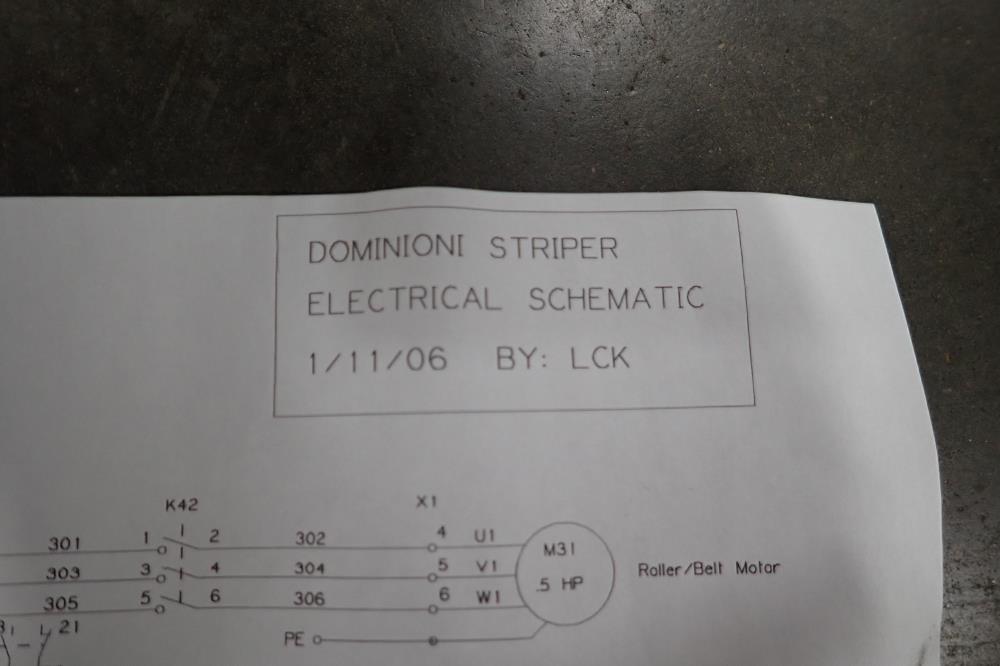 DOMINIONI STRIPER
ELECTRICAL SCHEMATIC
1/11/06 BY: LCK
K42 X1
301 1 2 302 4 U1
303 3 4 304 5 V1
305 5 6 306 6 W1
M31
.5 HP
Roller/Belt Motor
21
PE